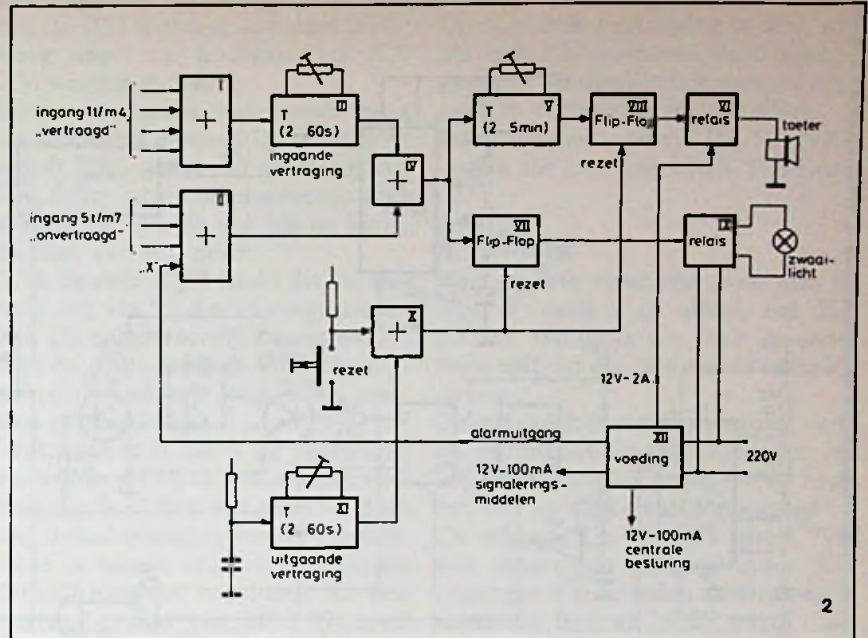 I
ingang 1 t/m 4
„vertraagd"
+
T
III
(2 60s)
ingaande
vertraging
IV
+
T
V
(2 5min)
VIII
Flip-Flop
rezet
VI
relais
toeter
II
ingang 5 t/m7
„onvertraagd"
+
„X"
VII
Flip-Flop
rezet
IX
relais
zwaai-
licht
X
+
rezet
12V-2A
alarmuitgang
XII
voeding
220V
12V-100mA
signalerings-
middelen
12V-100mA
centrale
besturing
T
XI
(2 60s)
uitgaande
vertraging
2